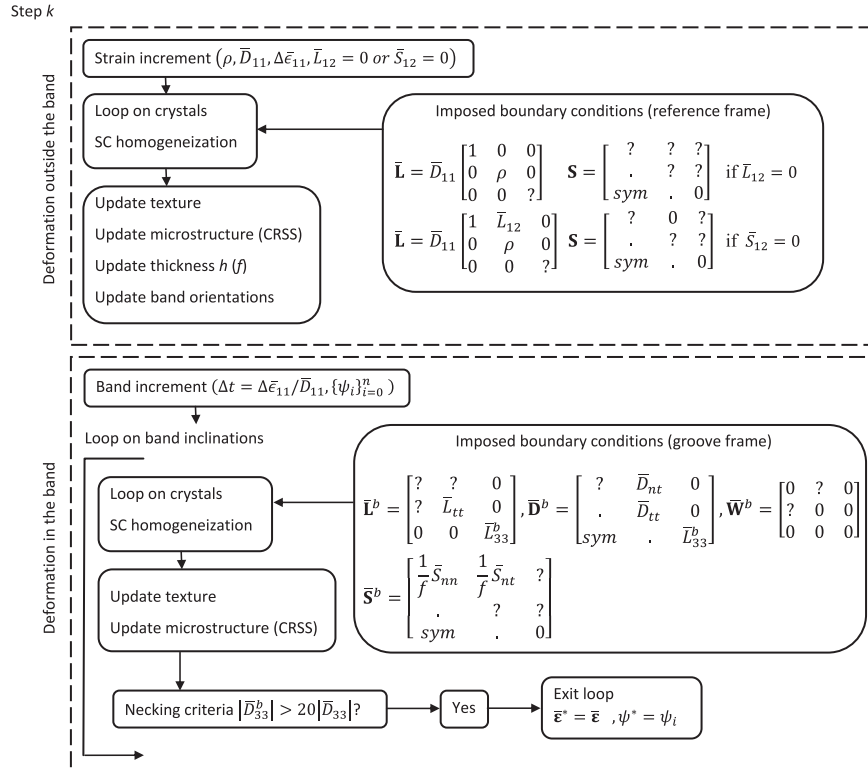 Step k
Deformation outside the band
Strain increment (ρ, D̅₁₁, Δε̅₁₁, L̅₁₂ = 0 or S̅₁₂ = 0)
Loop on crystals
SC homogeneization
Update texture
Update microstructure (CRSS)
Update thickness h (f)
Update band orientations
Imposed boundary conditions (reference frame)
L̅ = D̅₁₁ [1 0 0; 0 ρ 0; 0 0 ?] S = [? ? ?; . ? ?; sym . 0] if L̅₁₂ = 0
L̅ = D̅₁₁ [1 L̅₁₂ 0; 0 ρ 0; 0 0 ?] S = [? 0 ?; . ? ?; sym . 0] if S̅₁₂ = 0
Deformation in the band
Band increment (Δt = Δε̅₁₁/D̅₁₁, {ψᵢ}ⁿᵢ₌₀ )
Loop on band inclinations
Loop on crystals
SC homogeneization
Update texture
Update microstructure (CRSS)
Imposed boundary conditions (groove frame)
L̅ᵇ = [? ? 0; ? L̅tt 0; 0 0 L̅ᵇ₃₃], D̅ᵇ = [? D̅nt 0; . D̅tt 0; sym . L̅ᵇ₃₃], W̅ᵇ = [0 ? 0; ? 0 0; 0 0 0]
S̅ᵇ = [1/f S̅nn 1/f S̅nt ?; . ? ?; sym . 0]
Necking criteria |D̅ᵇ₃₃| > 20|D̅₃₃|?
Yes
Exit loop
ε̅* = ε̅ , ψ* = ψᵢ